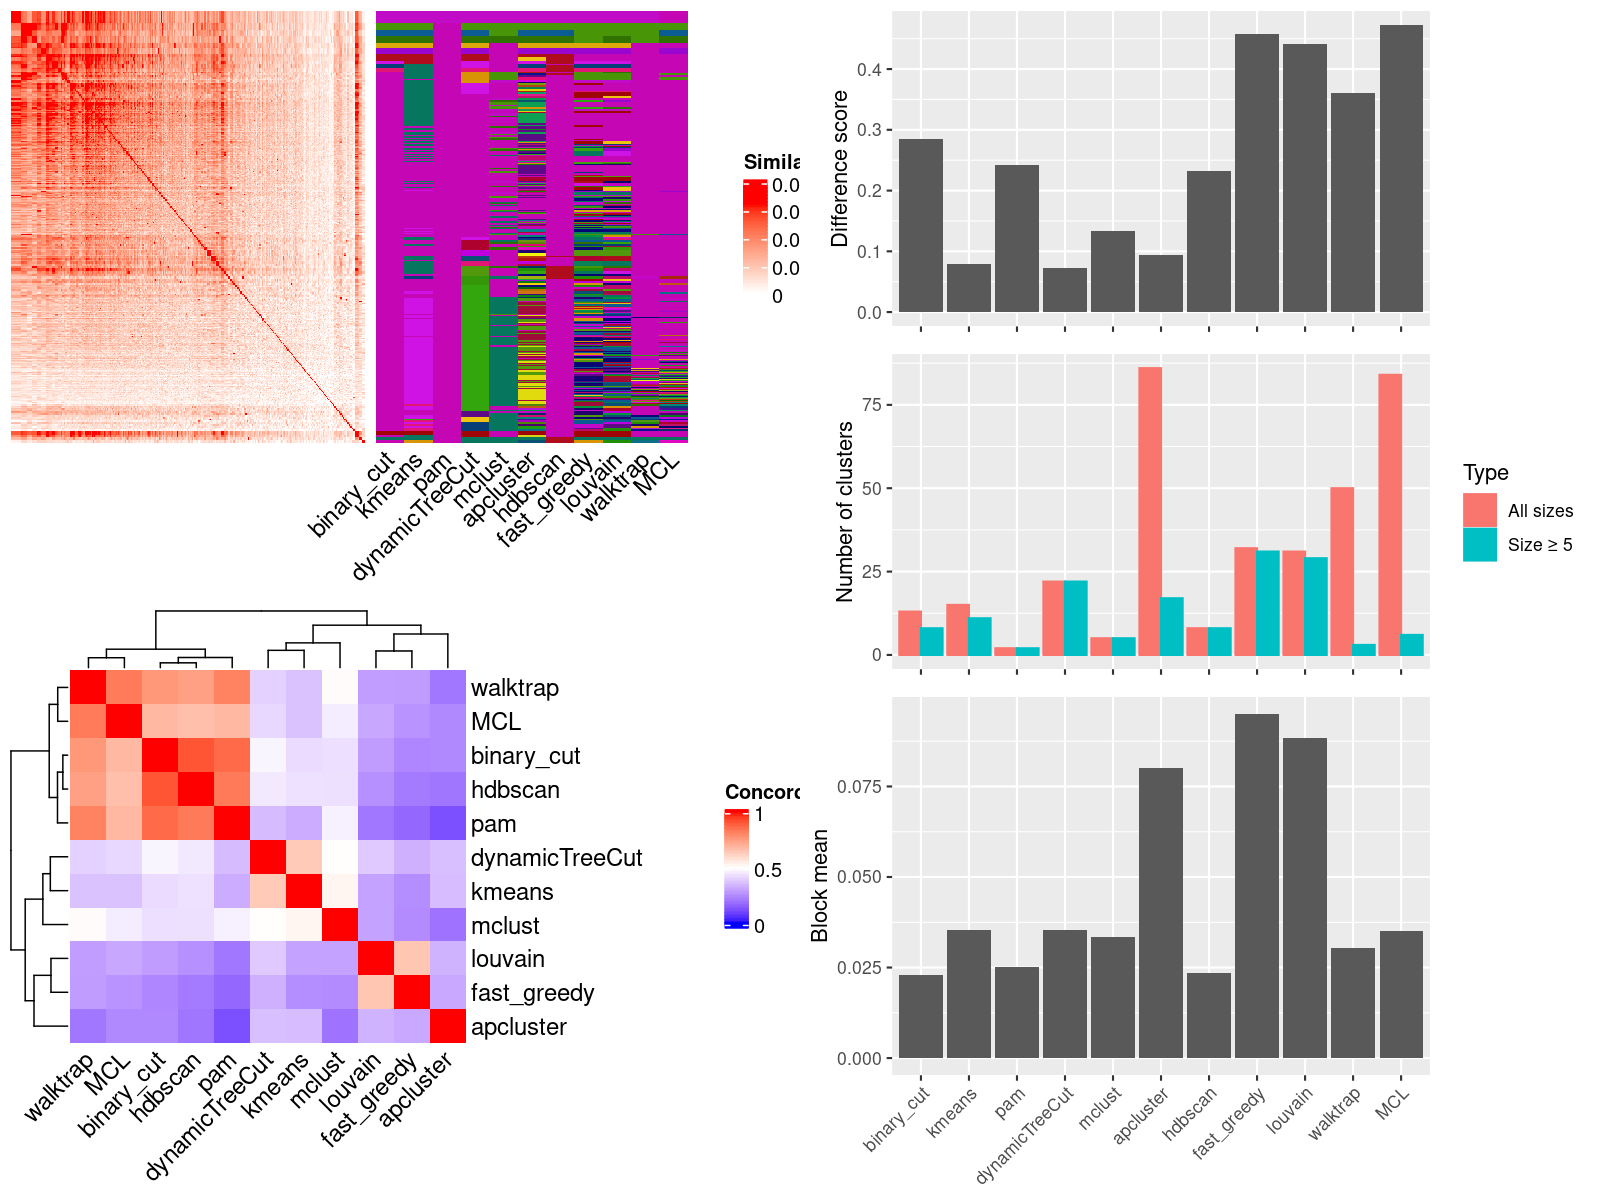 Simila
0.0
0.0
0.0
0.0
0
binary_cut
kmeans
pam
dynamicTreeCut
mclust
apcluster
hdbscan
fast_greedy
louvain
walktrap
MCL
walktrap
MCL
binary_cut
hdbscan
pam
dynamicTreeCut
kmeans
mclust
louvain
fast_greedy
apcluster
walktrap
MCL
binary_cut
hdbscan
pam
dynamicTreeCut
kmeans
mclust
louvain
fast_greedy
apcluster
Concord
1
0.5
0
Difference score
0.4
0.3
0.2
0.1
0.0
Number of clusters
75
50
25
0
Type
All sizes
Size ≥ 5
Block mean
0.075
0.050
0.025
0.000
binary_cut
kmeans
pam
dynamicTreeCut
mclust
apcluster
hdbscan
fast_greedy
louvain
walktrap
MCL